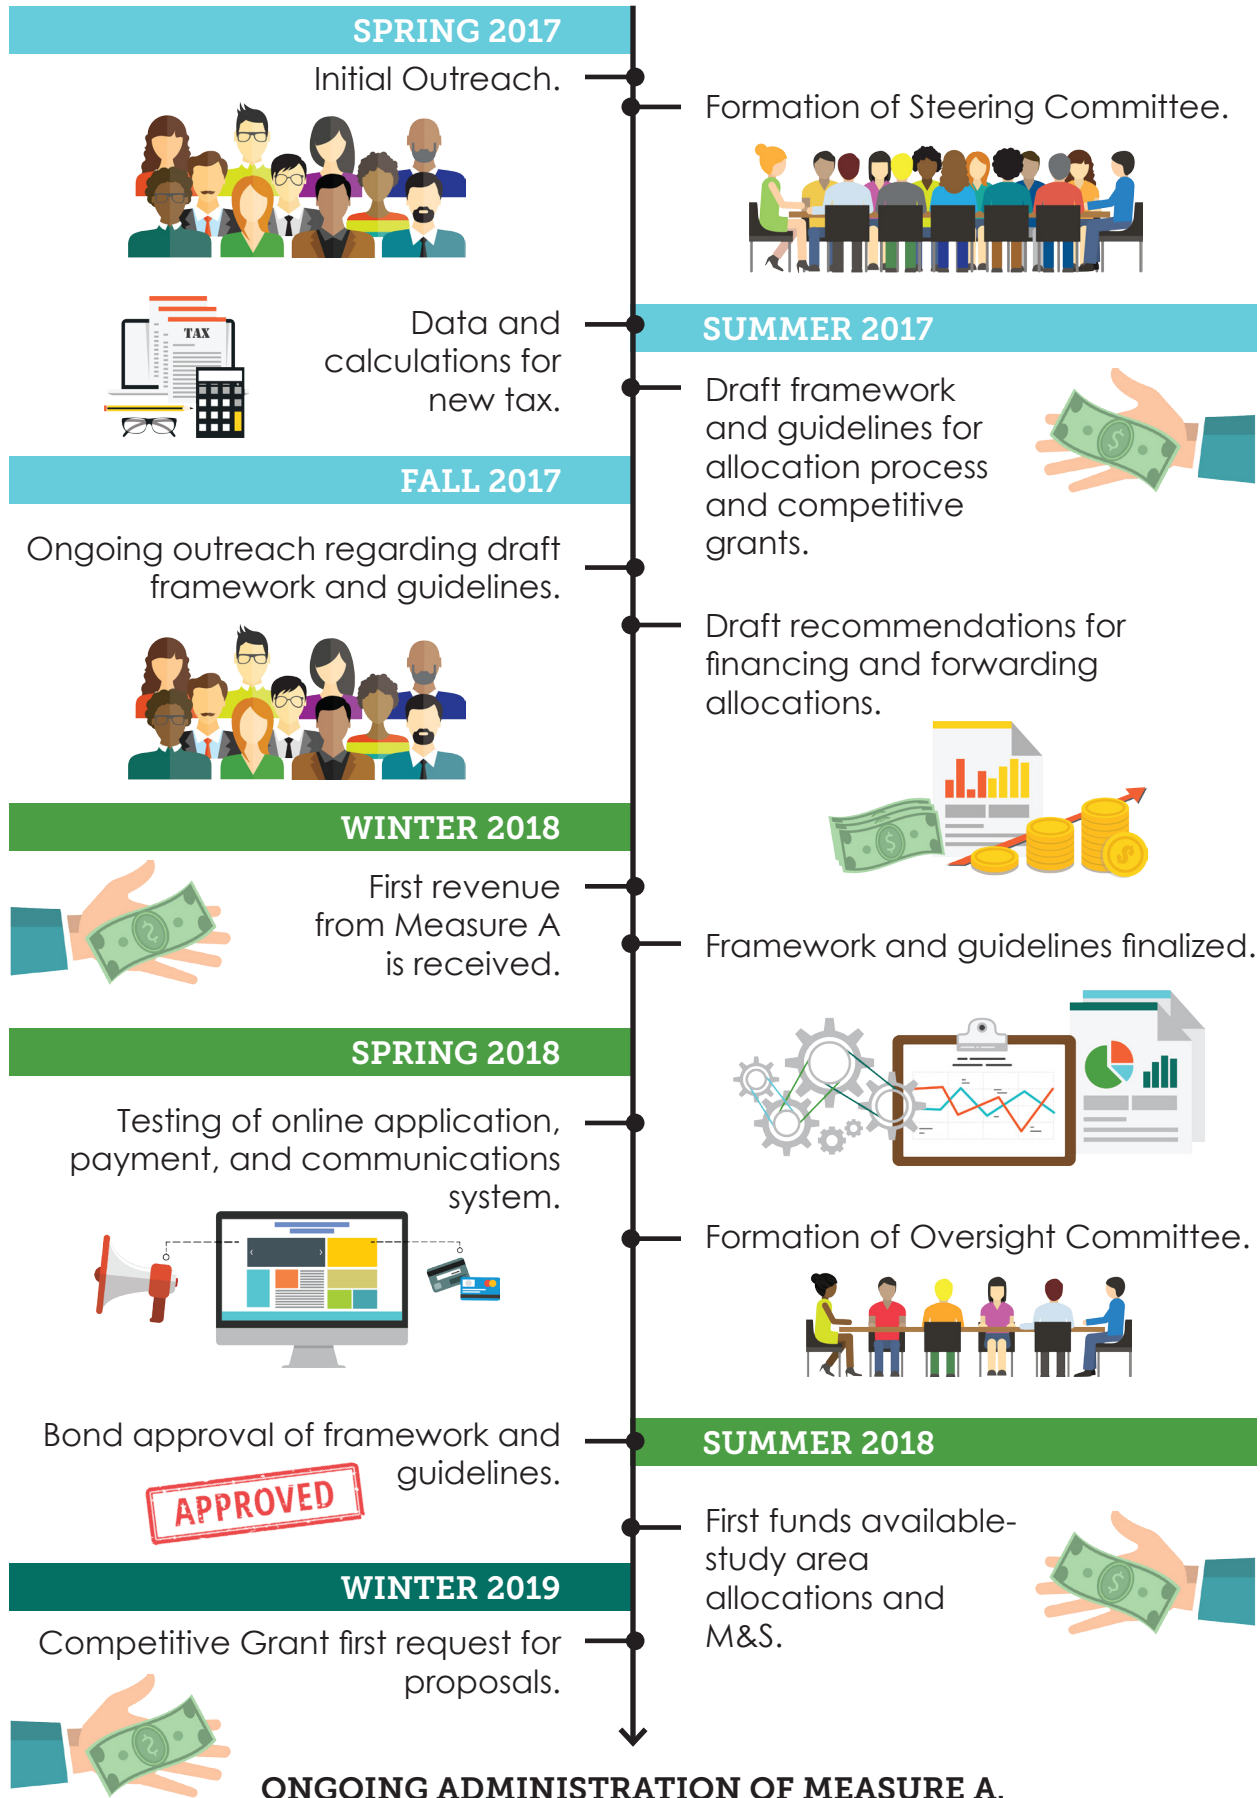 SPRING 2017
Initial Outreach.
Formation of Steering Committee.
TAX
Data and
calculations for
new tax.
SUMMER 2017
Draft framework
and guidelines for
allocation process
and competitive
grants.
FALL 2017
Ongoing outreach regarding draft
framework and guidelines.
Draft recommendations for
financing and forwarding
allocations.
WINTER 2018
First revenue
from Measure A
is received.
Framework and guidelines finalized.
SPRING 2018
Testing of online application,
payment, and communications
system.
Formation of Oversight Committee.
Bond approval of framework and
guidelines.
APPROVED
SUMMER 2018
First funds available-
study area
allocations and
M&S.
WINTER 2019
Competitive Grant first request for
proposals.
ONGOING ADMINISTRATION OF MEASURE A.